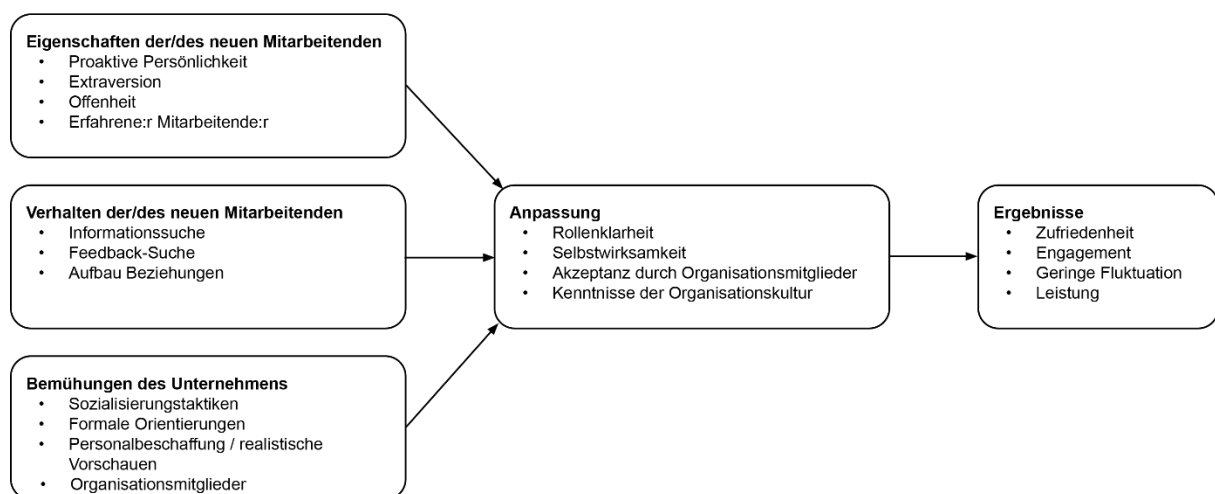 Eigenschaften der/des neuen Mitarbeitenden
• Proaktive Persönlichkeit
• Extraversion
• Offenheit
• Erfahrene:r Mitarbeitende:r
Verhalten der/des neuen Mitarbeitenden
• Informationssuche
• Feedback-Suche
• Aufbau Beziehungen
Bemühungen des Unternehmens
• Sozialisierungstaktiken
• Formale Orientierungen
• Personalbeschaffung / realistische
Vorschauen
• Organisationsmitglieder
Anpassung
• Rollenklarheit
• Selbstwirksamkeit
• Akzeptanz durch Organisationsmitglieder
• Kenntnisse der Organisationskultur
Ergebnisse
• Zufriedenheit
• Engagement
• Geringe Fluktuation
• Leistung